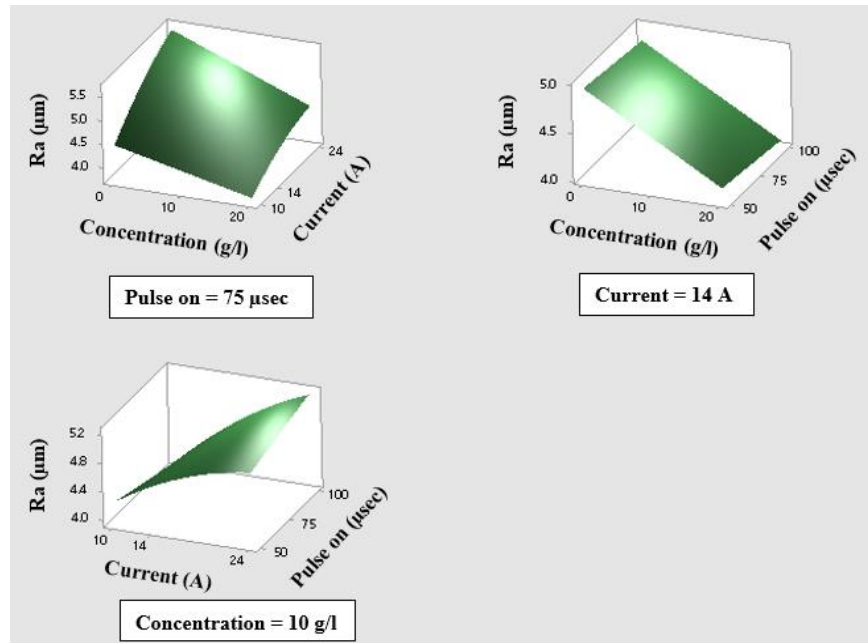 5.5
5.0
4.5
4.0
Ra (µm)
0
10
20
Concentration (g/l)
10
14
24
Current (A)
Pulse on = 75 µsec
5.0
4.5
4.0
Ra (µm)
0
10
20
Concentration (g/l)
50
75
100
Pulse on (µsec)
Current = 14 A
5.2
4.8
4.4
4.0
Ra (µm)
10
14
24
Current (A)
50
75
100
Pulse on (µsec)
Concentration = 10 g/l